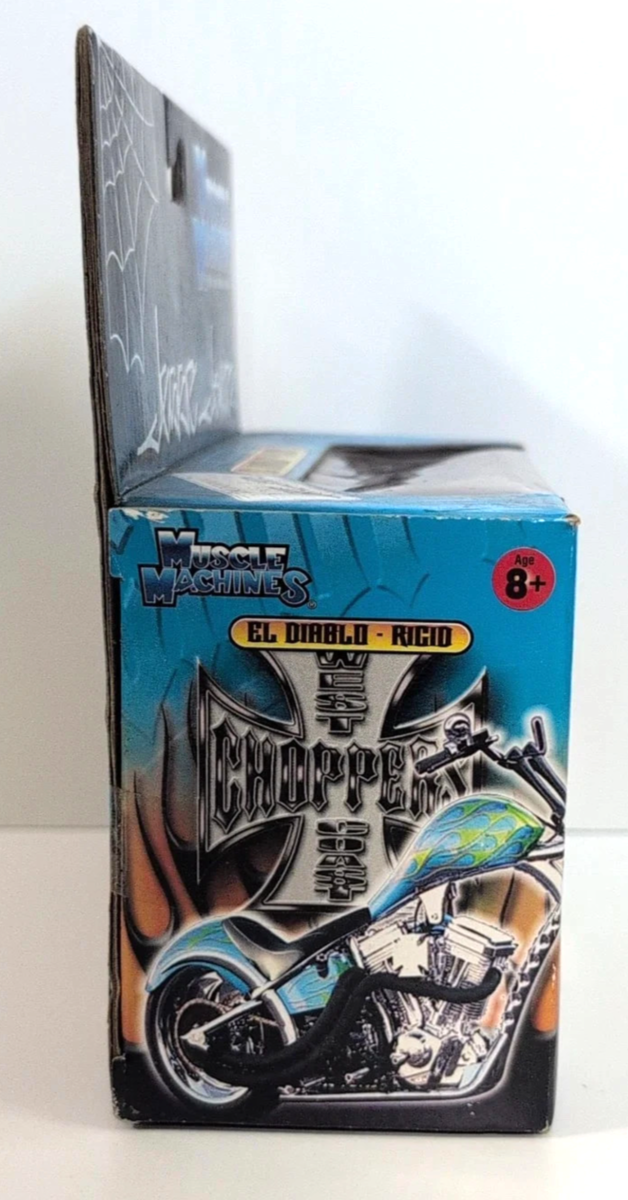 MUSCLE
MACHINES
Age
8+
EL DIABLO - RIGID
WEST
CHOPPERS
COAST